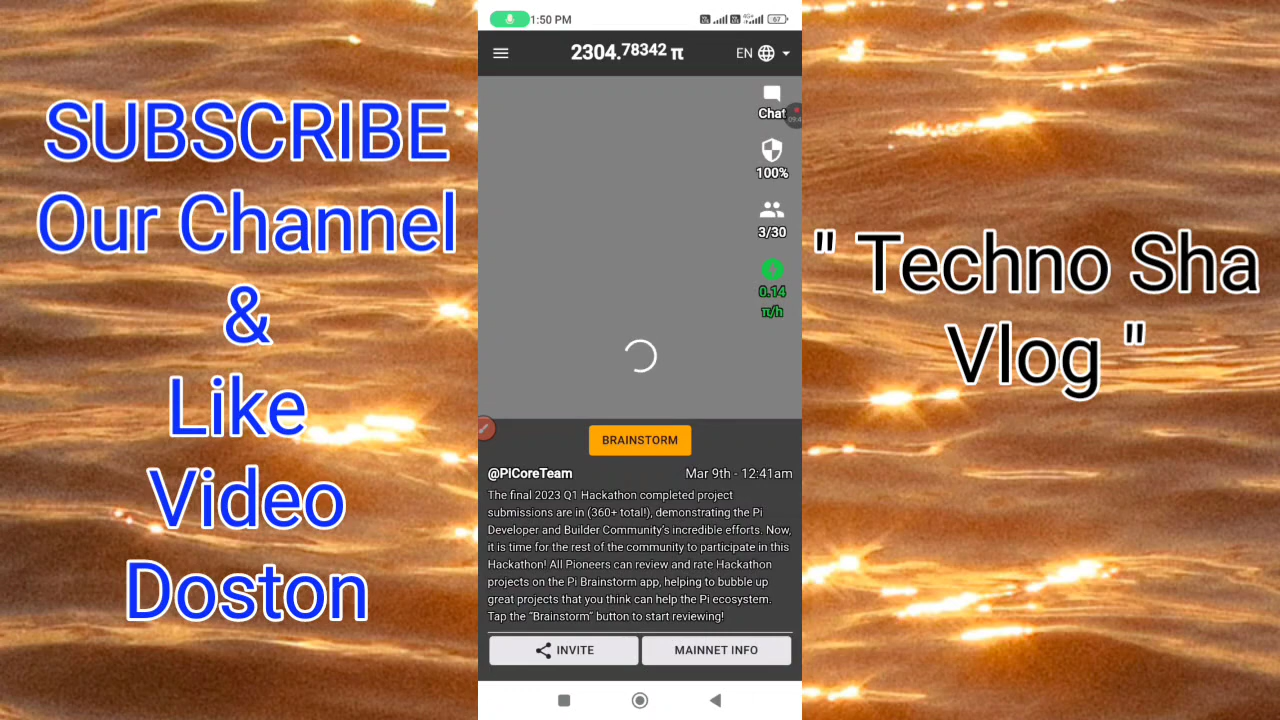 SUBSCRIBE
Our Channel
&
Like
Video
Doston
1:50 PM
67
2304.78342 π
EN
Chat
100%
3/30
0.14
π/h
BRAINSTORM
@PiCoreTeam
Mar 9th - 12:41am
The final 2023 Q1 Hackathon completed project
submissions are in (360+ total!), demonstrating the Pi
Developer and Builder Community's incredible efforts. Now,
it is time for the rest of the community to participate in this
Hackathon! All Pioneers can review and rate Hackathon
projects on the Pi Brainstorm app, helping to bubble up
great projects that you think can help the Pi ecosystem.
Tap the “Brainstorm” button to start reviewing!
INVITE
MAINNET INFO
" Techno Sha
Vlog "